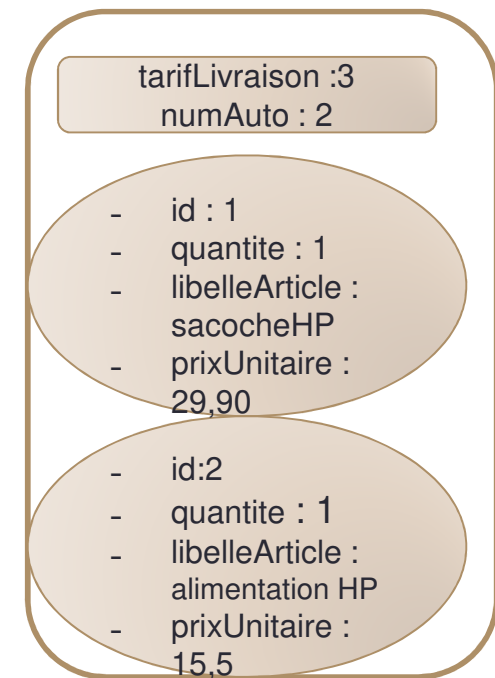 tarifLivraison :3
numAuto : 2
- id : 1
- quantite : 1
- libelleArticle :
sacocheHP
- prixUnitaire :
29,90
- id:2
- quantite : 1
- libelleArticle :
alimentation HP
- prixUnitaire :
15,5